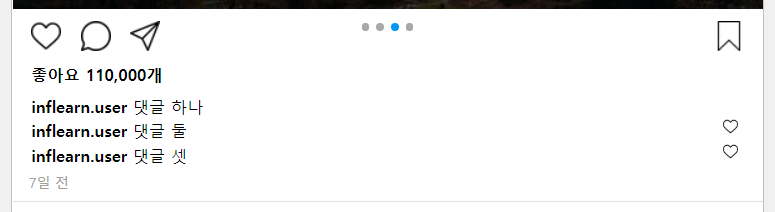 좋아요 110,000개
inflearn.user 댓글 하나
inflearn.user 댓글 둘
inflearn.user 댓글 셋
7일 전